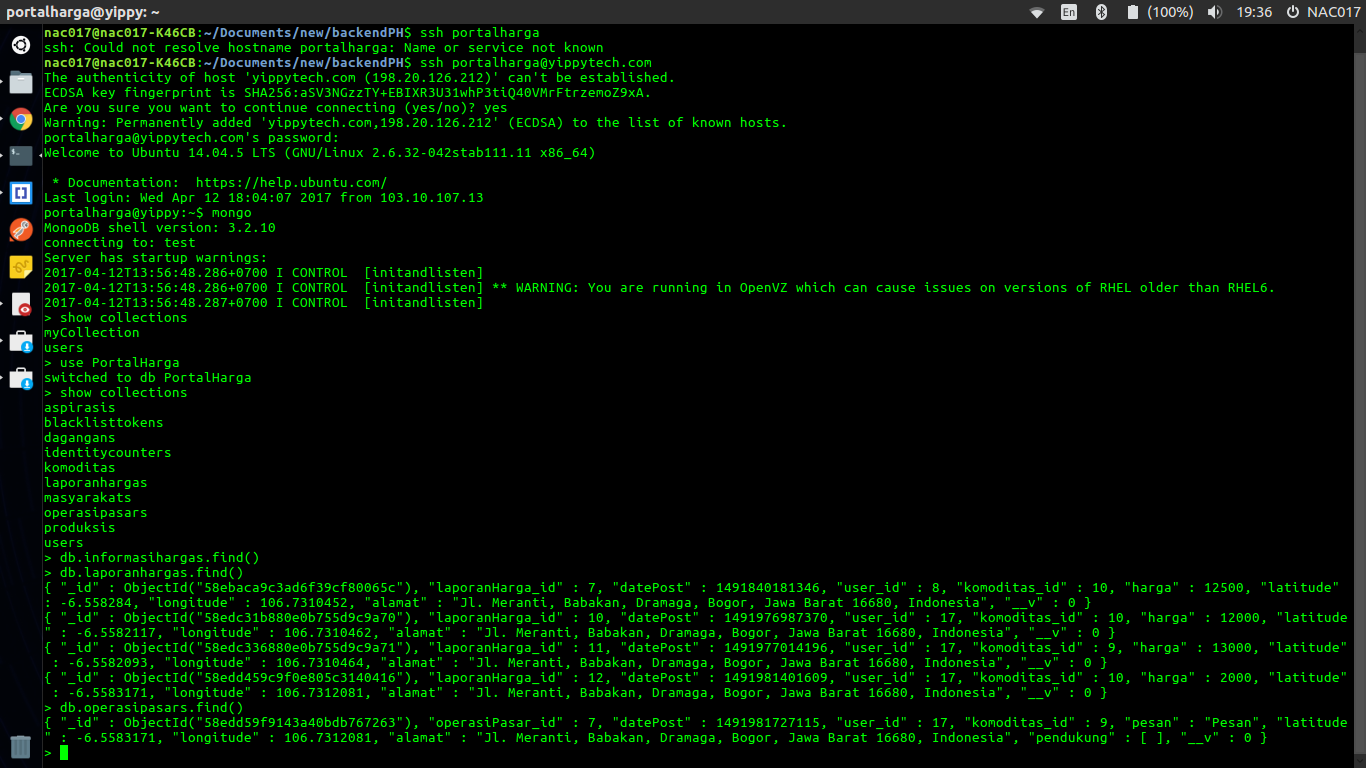 portalharga@yippy: ~
En (100%) 19:36 NAC017
nac017@nac017-K46CB:~/Documents/new/backendPH$ ssh portalharga
ssh: Could not resolve hostname portalharga: Name or service not known
nac017@nac017-K46CB:~/Documents/new/backendPH$ ssh portalharga@yippytech.com
The authenticity of host 'yippytech.com (198.20.126.212)' can't be established.
ECDSA key fingerprint is SHA256:aSV3NGzzTY+EBIXR3U31whP3tiQ40VMrFtrzemoZ9xA.
Are you sure you want to continue connecting (yes/no)? yes
Warning: Permanently added 'yippytech.com,198.20.126.212' (ECDSA) to the list of known hosts.
portalharga@yippytech.com's password:
Welcome to Ubuntu 14.04.5 LTS (GNU/Linux 2.6.32-042stab111.11 x86_64)
* Documentation:  https://help.ubuntu.com/
Last login: Wed Apr 12 18:04:07 2017 from 103.10.107.13
portalharga@yippy:~$ mongo
MongoDB shell version: 3.2.10
connecting to: test
Server has startup warnings:
2017-04-12T13:56:48.286+0700 I CONTROL  [initandlisten]
2017-04-12T13:56:48.286+0700 I CONTROL  [initandlisten] ** WARNING: You are running in OpenVZ which can cause issues on versions of RHEL older than RHEL6.
2017-04-12T13:56:48.287+0700 I CONTROL  [initandlisten]
> show collections
myCollection
users
> use PortalHarga
switched to db PortalHarga
> show collections
aspirasis
blacklisttokens
dagangans
identitycounters
komoditas
laporanhargas
masyarakats
operasipasars
produksis
users
> db.informasihargas.find()
> db.laporanhargas.find()
{ "_id" : ObjectId("58ebaca9c3ad6f39cf80065c"), "laporanHarga_id" : 7, "datePost" : 1491840181346, "user_id" : 8, "komoditas_id" : 10, "harga" : 12500, "latitude"
: -6.558284, "longitude" : 106.7310452, "alamat" : "Jl. Meranti, Babakan, Dramaga, Bogor, Jawa Barat 16680, Indonesia", "__v" : 0 }
{ "_id" : ObjectId("58edc31b880e0b755d9c9a70"), "laporanHarga_id" : 10, "datePost" : 1491976987370, "user_id" : 17, "komoditas_id" : 10, "harga" : 12000, "latitude
" : -6.5582117, "longitude" : 106.7310462, "alamat" : "Jl. Meranti, Babakan, Dramaga, Bogor, Jawa Barat 16680, Indonesia", "__v" : 0 }
{ "_id" : ObjectId("58edc336880e0b755d9c9a71"), "laporanHarga_id" : 11, "datePost" : 1491977014196, "user_id" : 17, "komoditas_id" : 9, "harga" : 13000, "latitude"
: -6.5582093, "longitude" : 106.7310464, "alamat" : "Jl. Meranti, Babakan, Dramaga, Bogor, Jawa Barat 16680, Indonesia", "__v" : 0 }
{ "_id" : ObjectId("58edd459c9f0e805c3140416"), "laporanHarga_id" : 12, "datePost" : 1491981401609, "user_id" : 17, "komoditas_id" : 10, "harga" : 2000, "latitude"
: -6.5583171, "longitude" : 106.7312081, "alamat" : "Jl. Meranti, Babakan, Dramaga, Bogor, Jawa Barat 16680, Indonesia", "__v" : 0 }
> db.operasipasars.find()
{ "_id" : ObjectId("58edd59f9143a40bdb767263"), "operasiPasar_id" : 7, "datePost" : 1491981727115, "user_id" : 17, "komoditas_id" : 9, "pesan" : "Pesan", "latitude
" : -6.5583171, "longitude" : 106.7312081, "alamat" : "Jl. Meranti, Babakan, Dramaga, Bogor, Jawa Barat 16680, Indonesia", "pendukung" : [ ], "__v" : 0 }
>